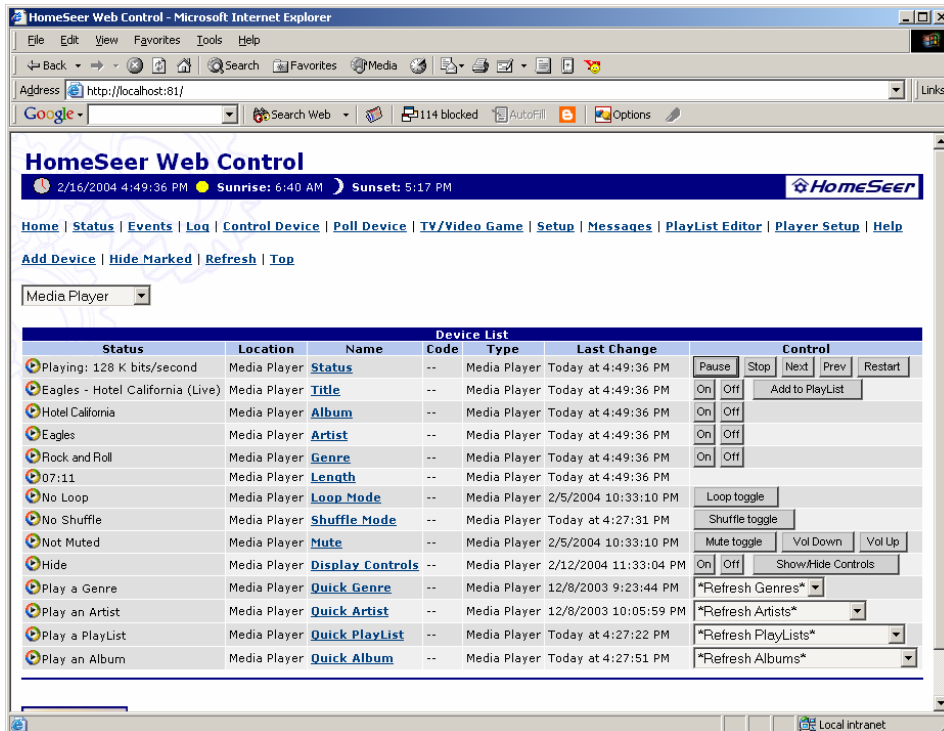 HomeSeer Web Control - Microsoft Internet Explorer
File Edit View Favorites Tools Help
Back Search Favorites Media
Address http://localhost:81/ Links
Google Search Web 114 blocked AutoFill Options
HomeSeer Web Control
2/16/2004 4:49:36 PM Sunrise: 6:40 AM Sunset: 5:17 PM HomeSeer
Home | Status | Events | Log | Control Device | Poll Device | TV/Video Game | Setup | Messages | PlayList Editor | Player Setup | Help
Add Device | Hide Marked | Refresh | Top
Media Player
Device List
Status Location Name Code Type Last Change Control
Playing: 128 K bits/second Media Player Status -- Media Player Today at 4:49:36 PM Pause Stop Next Prev Restart
Eagles - Hotel California (Live) Media Player Title -- Media Player Today at 4:49:36 PM On Off Add to PlayList
Hotel California Media Player Album -- Media Player Today at 4:49:36 PM On Off
Eagles Media Player Artist -- Media Player Today at 4:49:36 PM On Off
Rock and Roll Media Player Genre -- Media Player Today at 4:49:36 PM On Off
07:11 Media Player Length -- Media Player Today at 4:49:36 PM
No Loop Media Player Loop Mode -- Media Player 2/5/2004 10:33:10 PM Loop toggle
No Shuffle Media Player Shuffle Mode -- Media Player Today at 4:27:31 PM Shuffle toggle
Not Muted Media Player Mute -- Media Player 2/5/2004 10:33:10 PM Mute toggle Vol Down Vol Up
Hide Media Player Display Controls -- Media Player 2/12/2004 11:33:04 PM On Off Show/Hide Controls
Play a Genre Media Player Quick Genre -- Media Player 12/8/2003 9:23:44 PM *Refresh Genres*
Play an Artist Media Player Quick Artist -- Media Player 12/8/2003 10:05:59 PM *Refresh Artists*
Play a PlayList Media Player Quick PlayList -- Media Player Today at 4:27:22 PM *Refresh PlayLists*
Play an Album Media Player Quick Album -- Media Player Today at 4:27:51 PM *Refresh Albums*
Local intranet